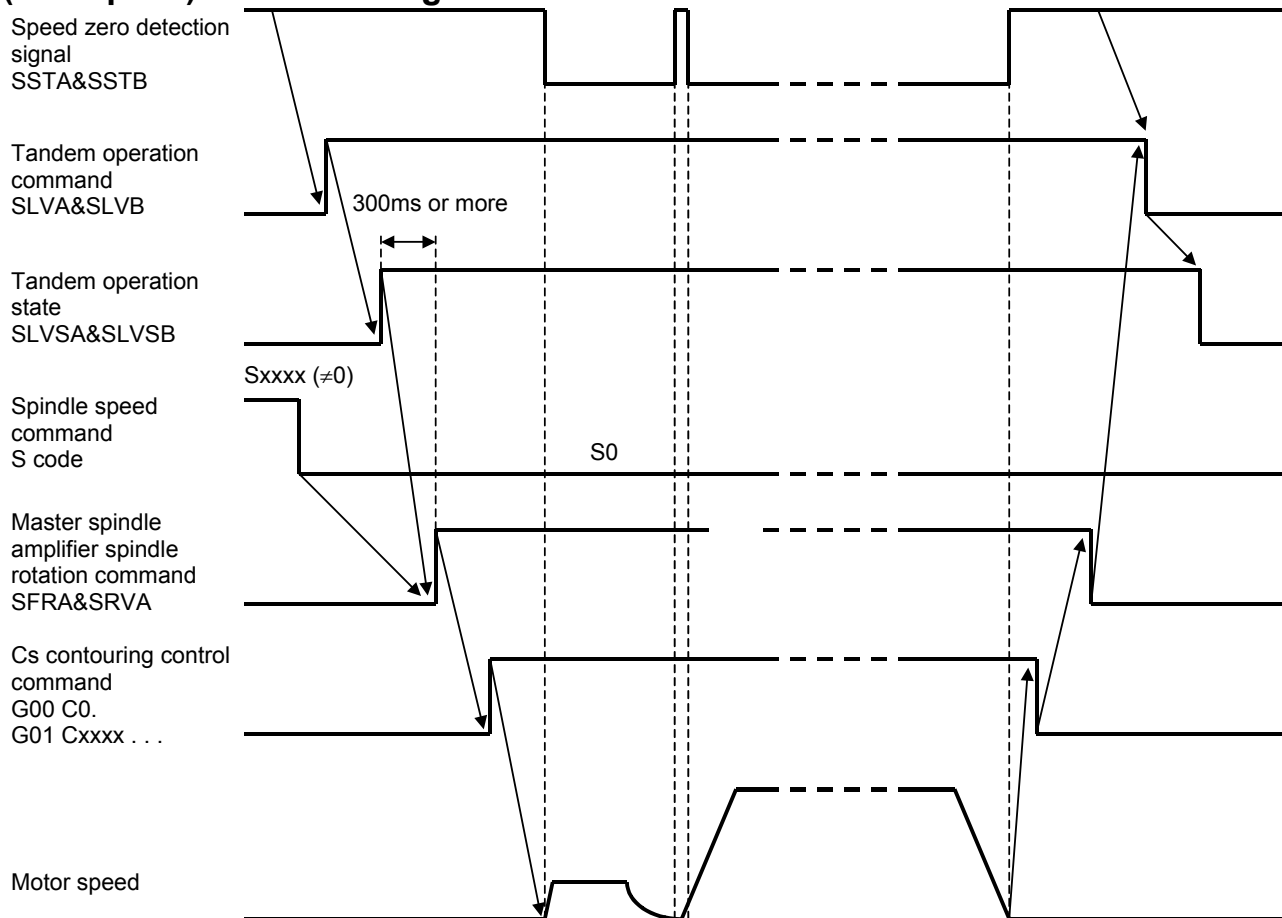 Speed zero detection
signal
SSTA&SSTB
Tandem operation
command
SLVA&SLVB
300ms or more
Tandem operation
state
SLVSA&SLVSB
Sxxxx (≠0)
Spindle speed
command
S code
S0
Master spindle
amplifier spindle
rotation command
SFRA&SRVA
Cs contouring control
command
G00 C0.
G01 Cxxxx . . .
Motor speed